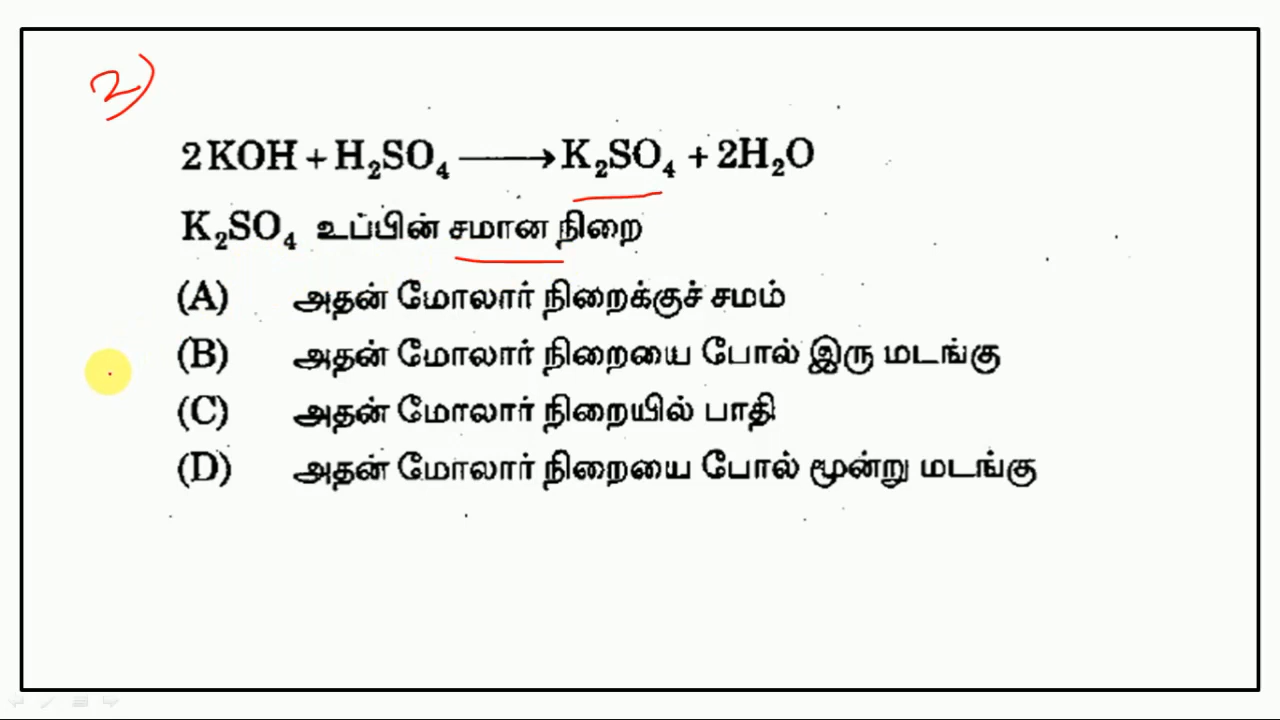 2)
2KOH + H₂SO₄ ⟶ K₂SO₄ + 2H₂O
K₂SO₄ உப்பின் சமான நிறை
(A) அதன் மோலார் நிறைக்குச் சமம்
(B) அதன் மோலார் நிறையை போல் இரு மடங்கு
(C) அதன் மோலார் நிறையில் பாதி
(D) அதன் மோலார் நிறையை போல் மூன்று மடங்கு